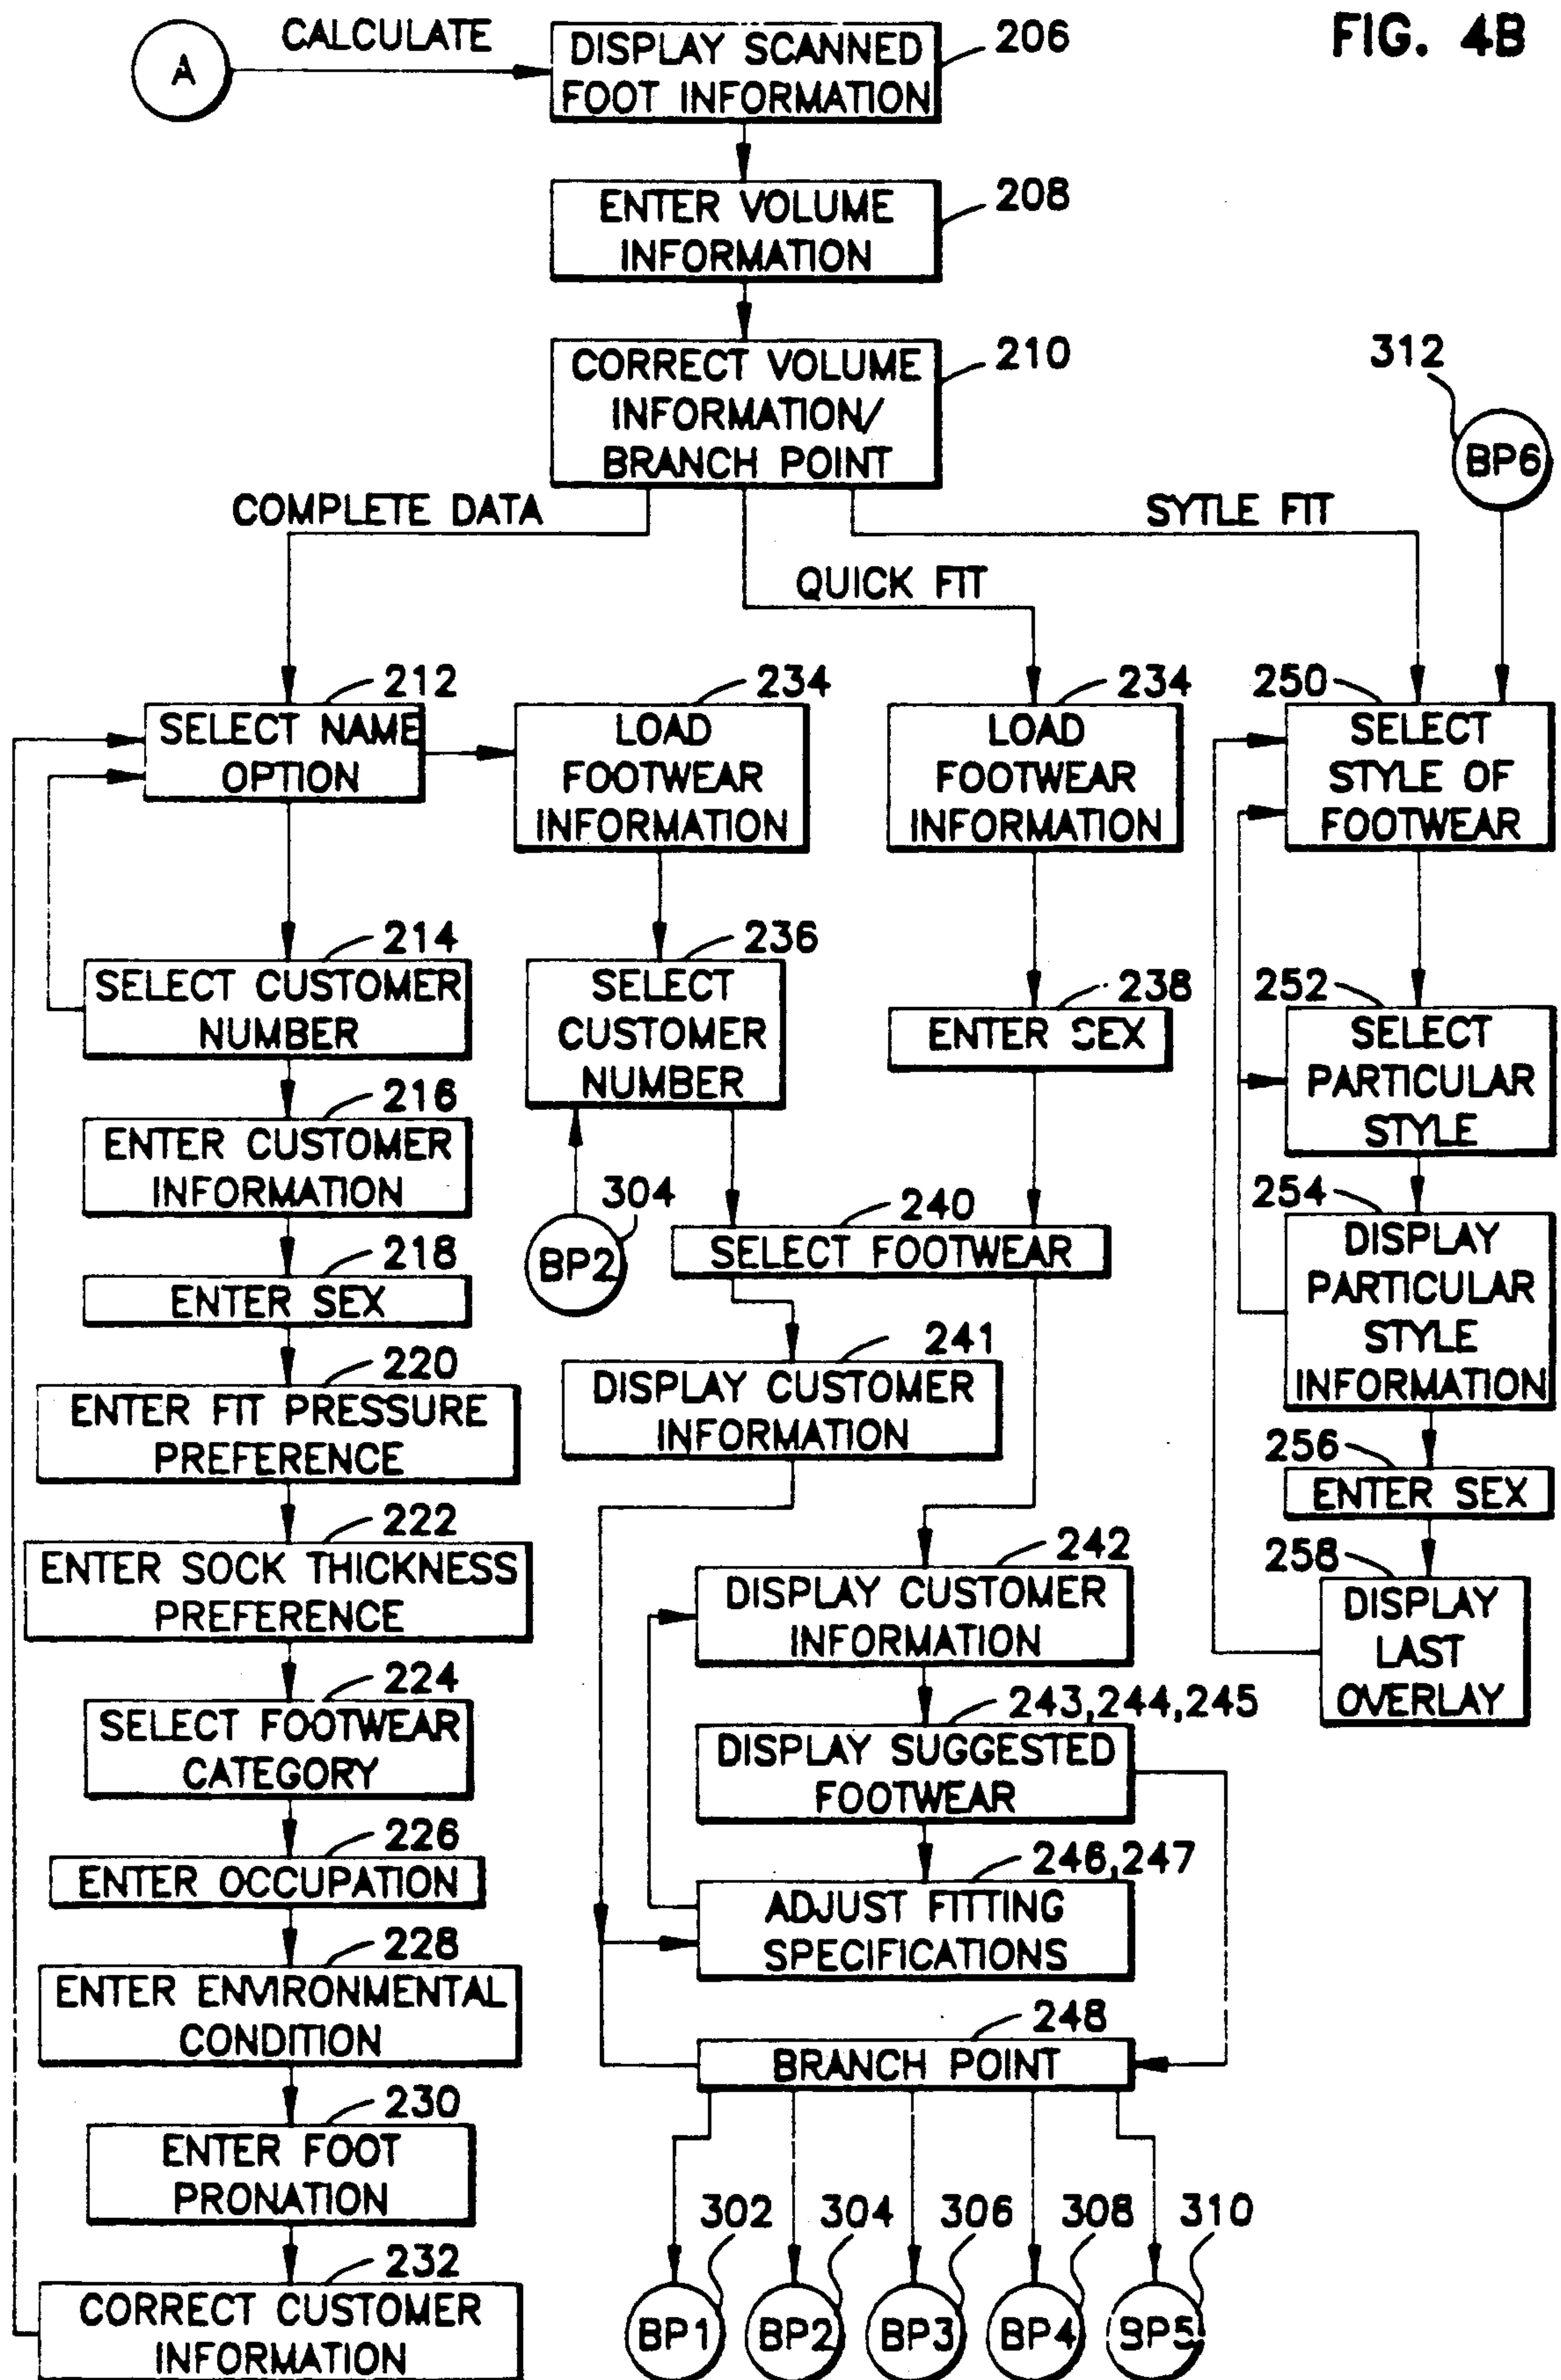 FIG. 4B
A
CALCULATE
DISPLAY SCANNED
FOOT INFORMATION
206
ENTER VOLUME
INFORMATION
208
CORRECT VOLUME
INFORMATION/
BRANCH POINT
210
312
BP6
COMPLETE DATA
QUICK FIT
SYTLE FIT
212
SELECT NAME
OPTION
234
LOAD
FOOTWEAR
INFORMATION
234
LOAD
FOOTWEAR
INFORMATION
250
SELECT
STYLE OF
FOOTWEAR
214
SELECT CUSTOMER
NUMBER
236
SELECT
CUSTOMER
NUMBER
238
ENTER SEX
252
SELECT
PARTICULAR
STYLE
216
ENTER CUSTOMER
INFORMATION
304
BP2
240
SELECT FOOTWEAR
254
DISPLAY
PARTICULAR
STYLE
INFORMATION
218
ENTER SEX
241
DISPLAY CUSTOMER
INFORMATION
220
ENTER FIT PRESSURE
PREFERENCE
256
ENTER SEX
222
ENTER SOCK THICKNESS
PREFERENCE
242
DISPLAY CUSTOMER
INFORMATION
258
DISPLAY
LAST
OVERLAY
224
SELECT FOOTWEAR
CATEGORY
243,244,245
DISPLAY SUGGESTED
FOOTWEAR
226
ENTER OCCUPATION
246,247
ADJUST FITTING
SPECIFICATIONS
228
ENTER ENVIRONMENTAL
CONDITION
248
BRANCH POINT
230
ENTER FOOT
PRONATION
232
CORRECT CUSTOMER
INFORMATION
302
304
306
308
310
BP1
BP2
BP3
BP4
BP5